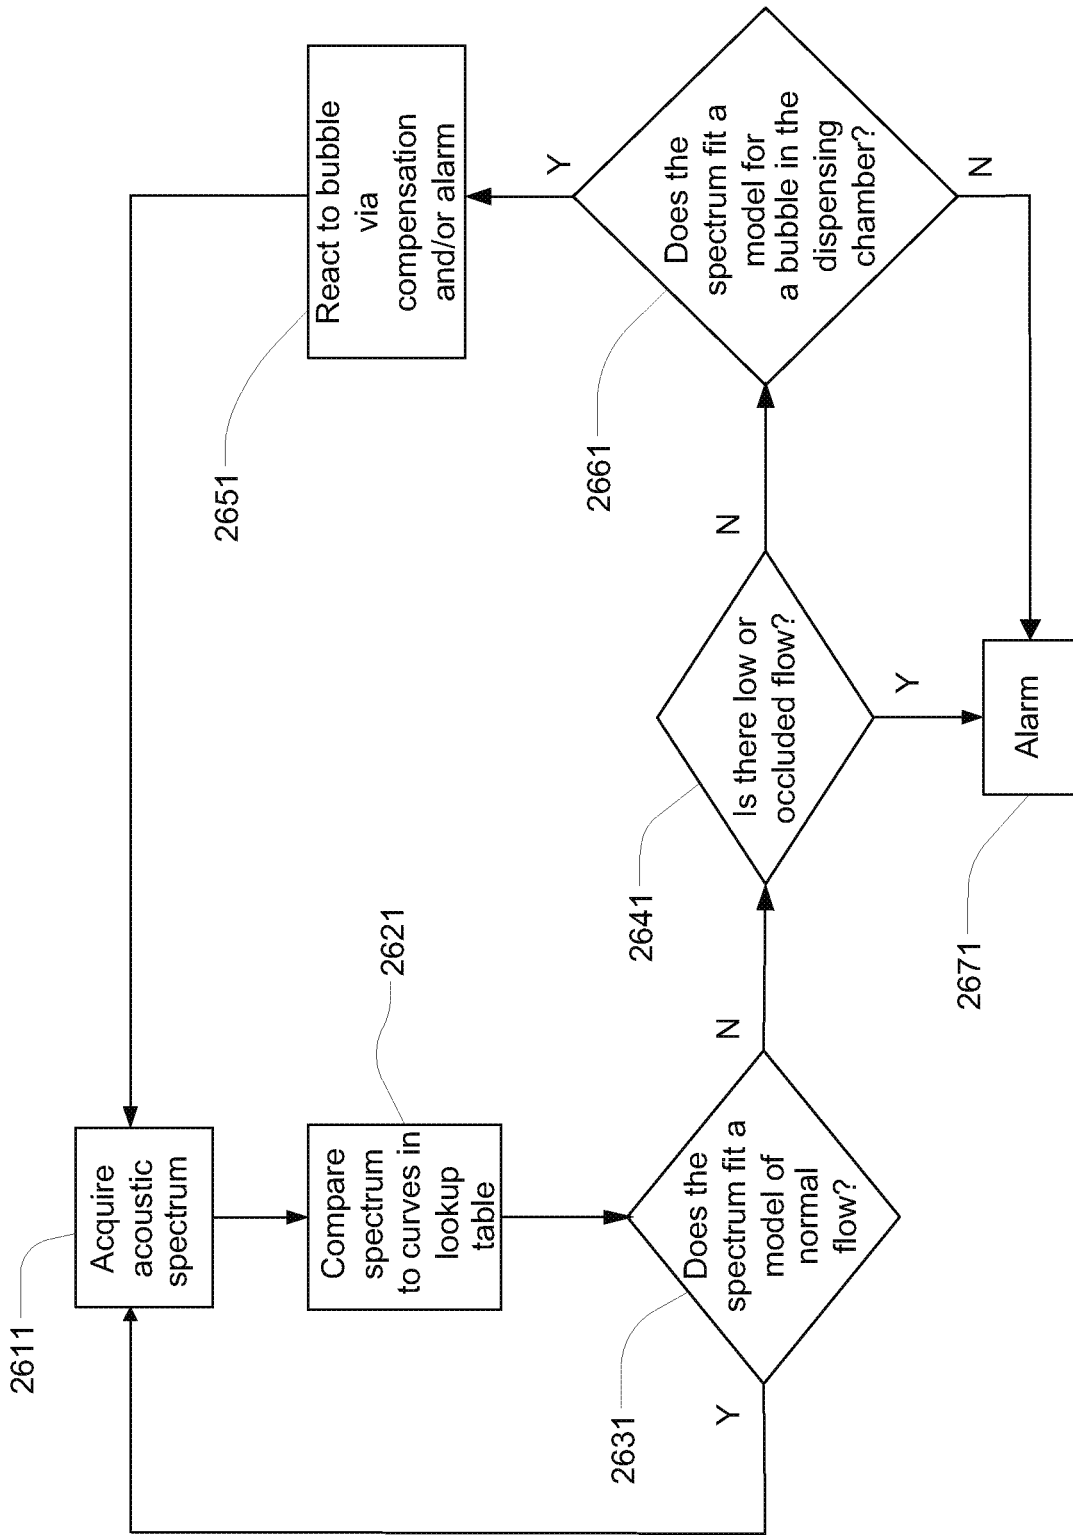 2611
Acquire
acoustic
spectrum
2621
Compare
spectrum
to curves in
lookup
table
2631
Does the
spectrum fit a
model of
normal
flow?
Y
N
2641
Is there low or
occluded flow?
N
Y
2651
React to bubble
via
compensation
and/or alarm
Y
2661
Does the
spectrum fit a
model for
a bubble in the
dispensing
chamber?
N
2671
Alarm